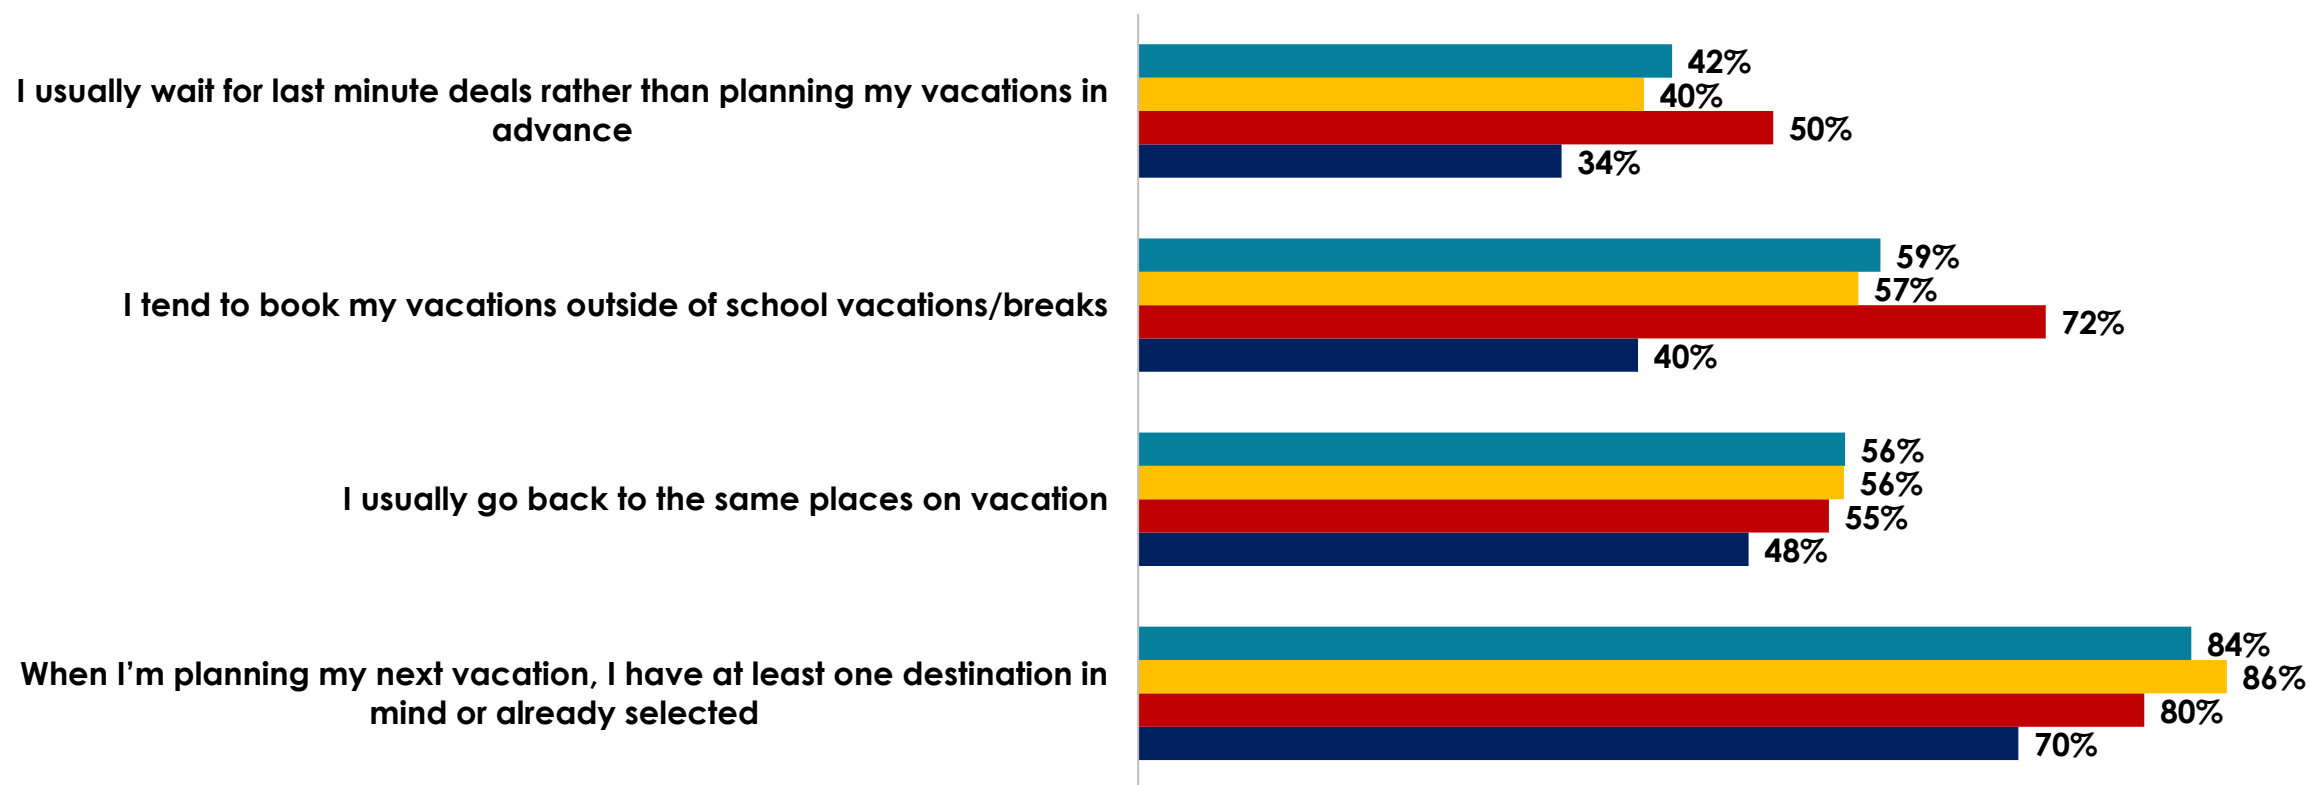 I usually wait for last minute deals rather than planning my vacations in
advance
42%
40%
50%
34%
I tend to book my vacations outside of school vacations/breaks
59%
57%
72%
40%
I usually go back to the same places on vacation
56%
56%
55%
48%
When I’m planning my next vacation, I have at least one destination in
mind or already selected
84%
86%
80%
70%